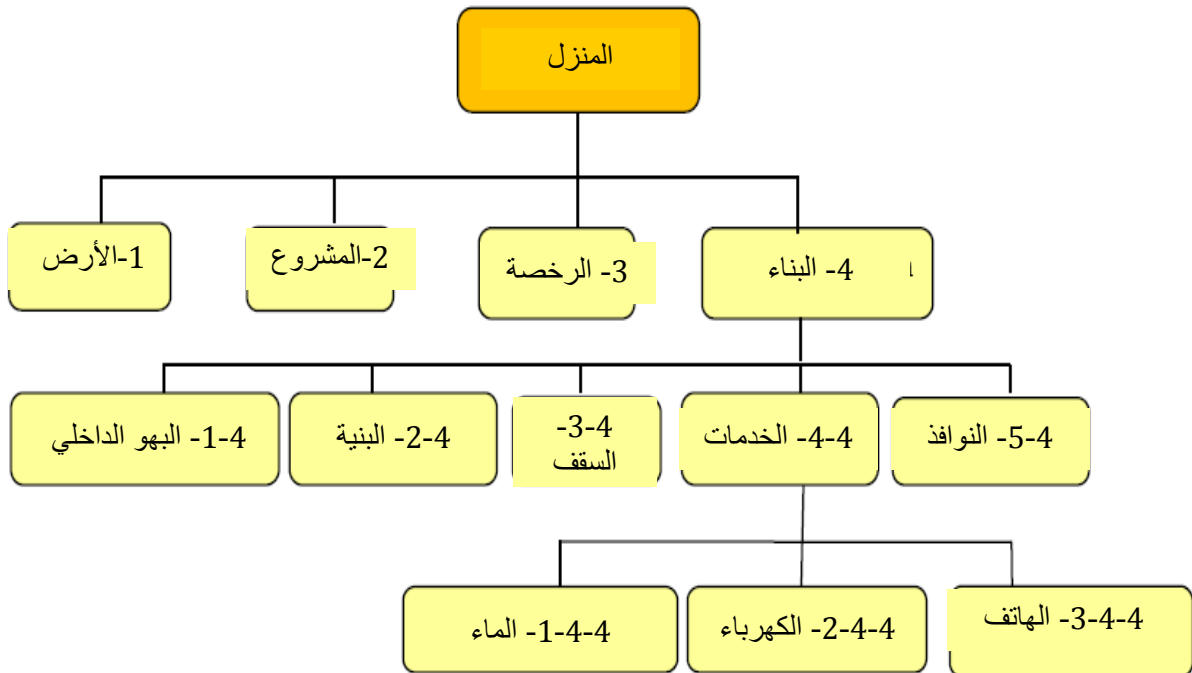 المنزل
1-الأرض
2-المشروع
3- الرخصة
4- البناء
4-1- البهو الداخلي
4-2- البنية
4-3-
السقف
4-4- الخدمات
4-5- النوافذ
4-4-1- الماء
4-4-2- الكهرباء
4-4-3- الهاتف